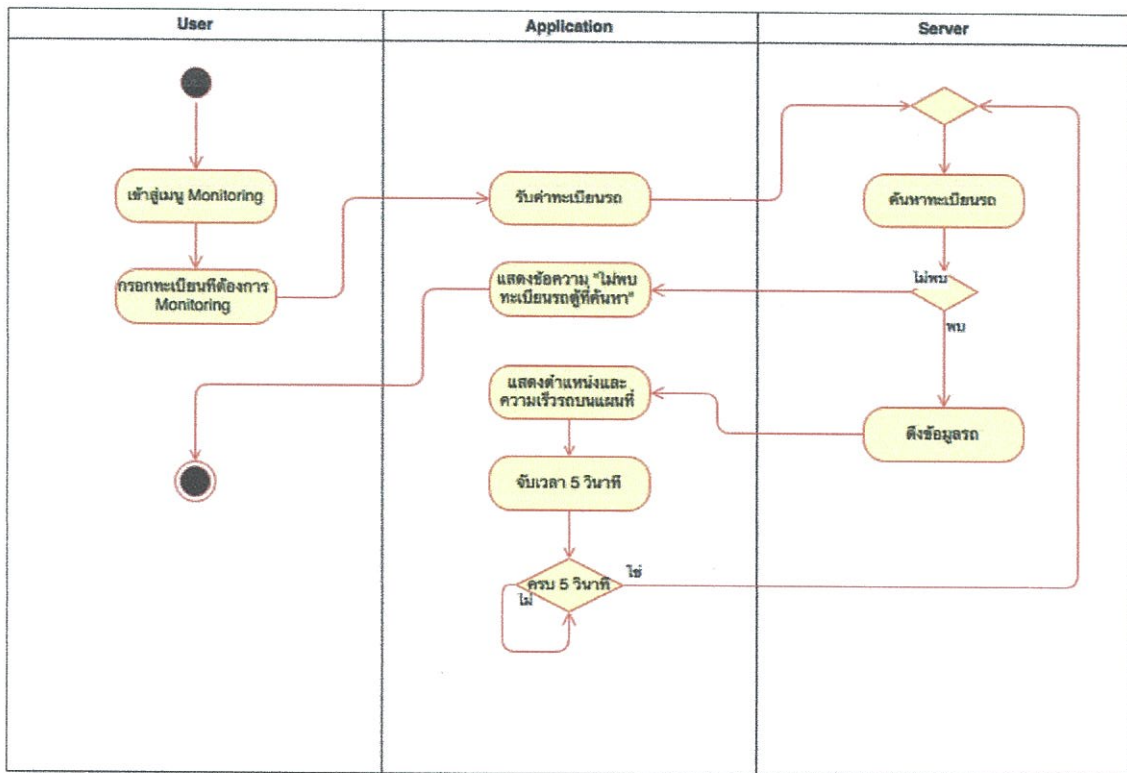 User
Application
Server
เข้าสู่เมนู Monitoring
กรอกทะเบียนที่ต้องการ
Monitoring
รับค่าทะเบียนรถ
ค้นหาทะเบียนรถ
แสดงข้อความ "ไม่พบ
ทะเบียนรถตู้ที่ค้นหา"
ไม่พบ
พบ
แสดงตำแหน่งและ
ความเร็วรถบนแผนที่
ดึงข้อมูลรถ
จับเวลา 5 วินาที
ครบ 5 วินาที
ใช่
ไม่